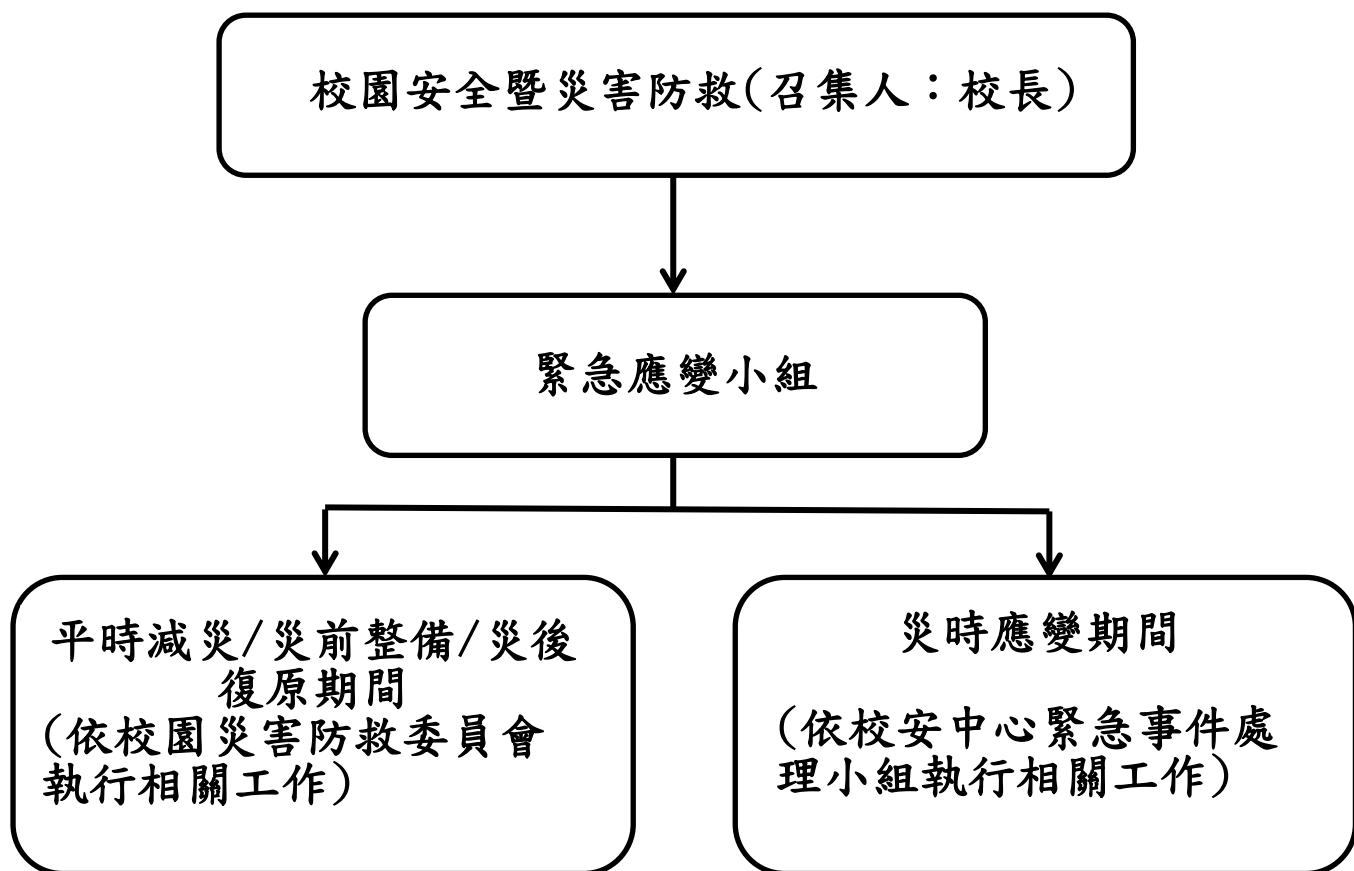 校園安全暨災害防救(召集人：校長)
緊急應變小組
平時減災/災前整備/災後
復原期間
(依校園災害防救委員會
執行相關工作)
災時應變期間
(依校安中心緊急事件處
理小組執行相關工作)